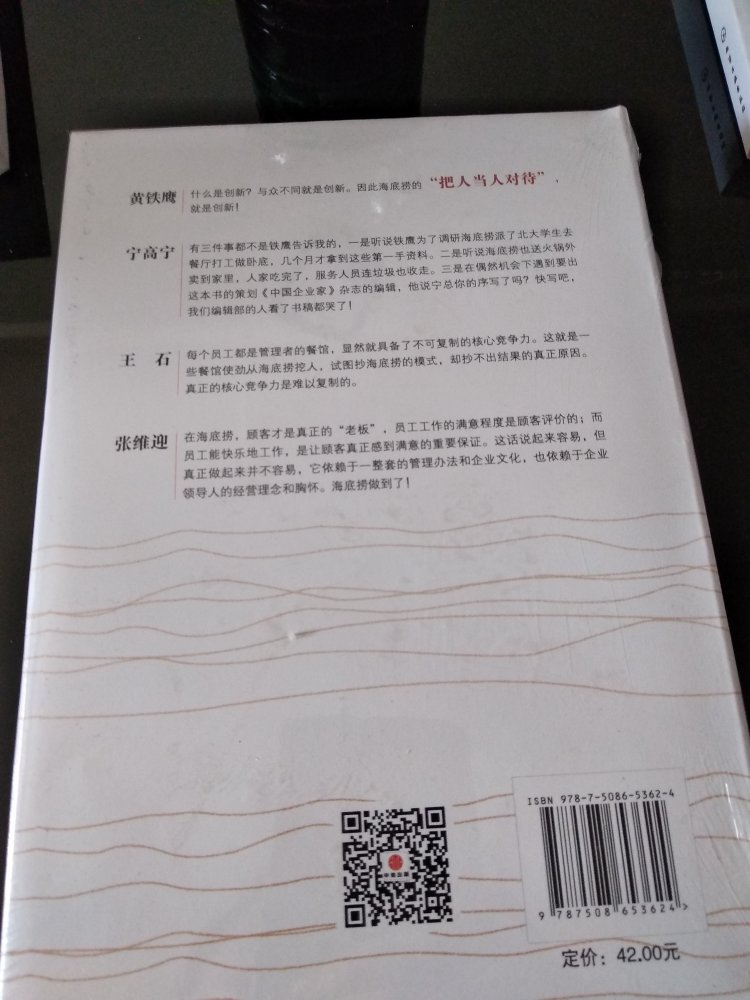 黄铁鹰 什么是创新？与众不同就是创新。因此海底捞的“把人当人对待”，
就是创新！
宁高宁 有三件事都不是铁鹰告诉我的，一是听说铁鹰为了调研海底捞派了北大学生去
餐厅打工做卧底，几个月才拿到这些第一手资料。二是听说海底捞也送火锅外
卖到家里，人家吃完了，服务人员连垃圾也收走。三是在偶然机会下遇到要出
这本书的策划《中国企业家》杂志的编辑，他说宁总你的序写了吗？快写吧，
我们编辑部的人看了书稿都哭了！
王 石 每个员工都是管理者的餐馆，显然就具备了不可复制的核心竞争力。这就是一
些餐馆使劲从海底捞挖人，试图抄海底捞的模式，却抄不出结果的真正原因。
真正的核心竞争力是难以复制的。
张维迎 在海底捞，顾客才是真正的“老板”，员工工作的满意程度是顾客评价的；而
员工能快乐地工作，是让顾客真正感到满意的重要保证。这话说起来容易，但
真正做起来并不容易，它依赖于一整套的管理办法和企业文化，也依赖于企业
领导人的经营理念和胸怀。海底捞做到了！
中信出版
ISBN 978-7-5086-5362-4
9 787508 653624 >
定价：42.00元